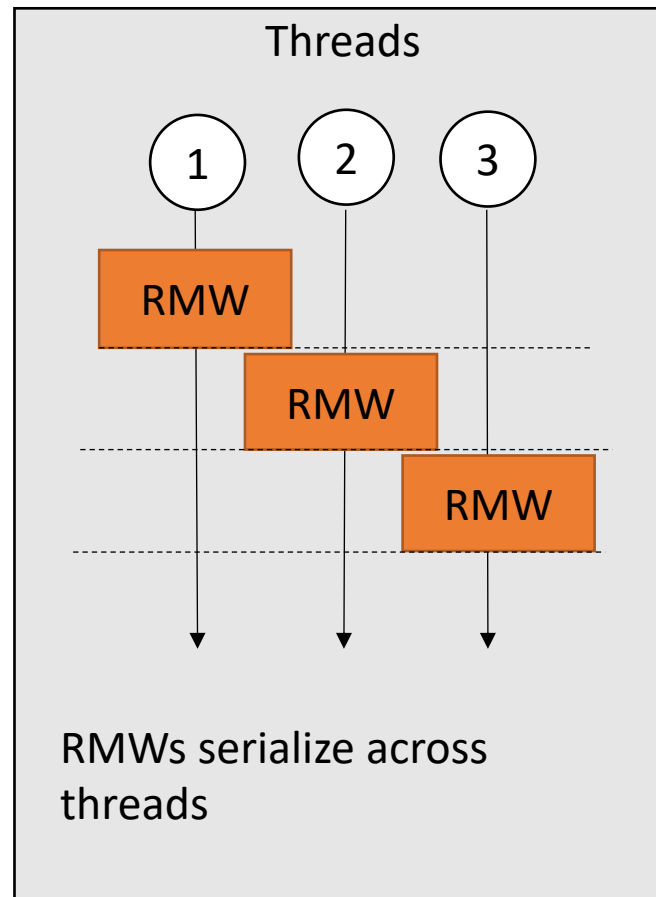 Threads
1 2 3
RMW
RMW
RMW
RMWs serialize across
threads